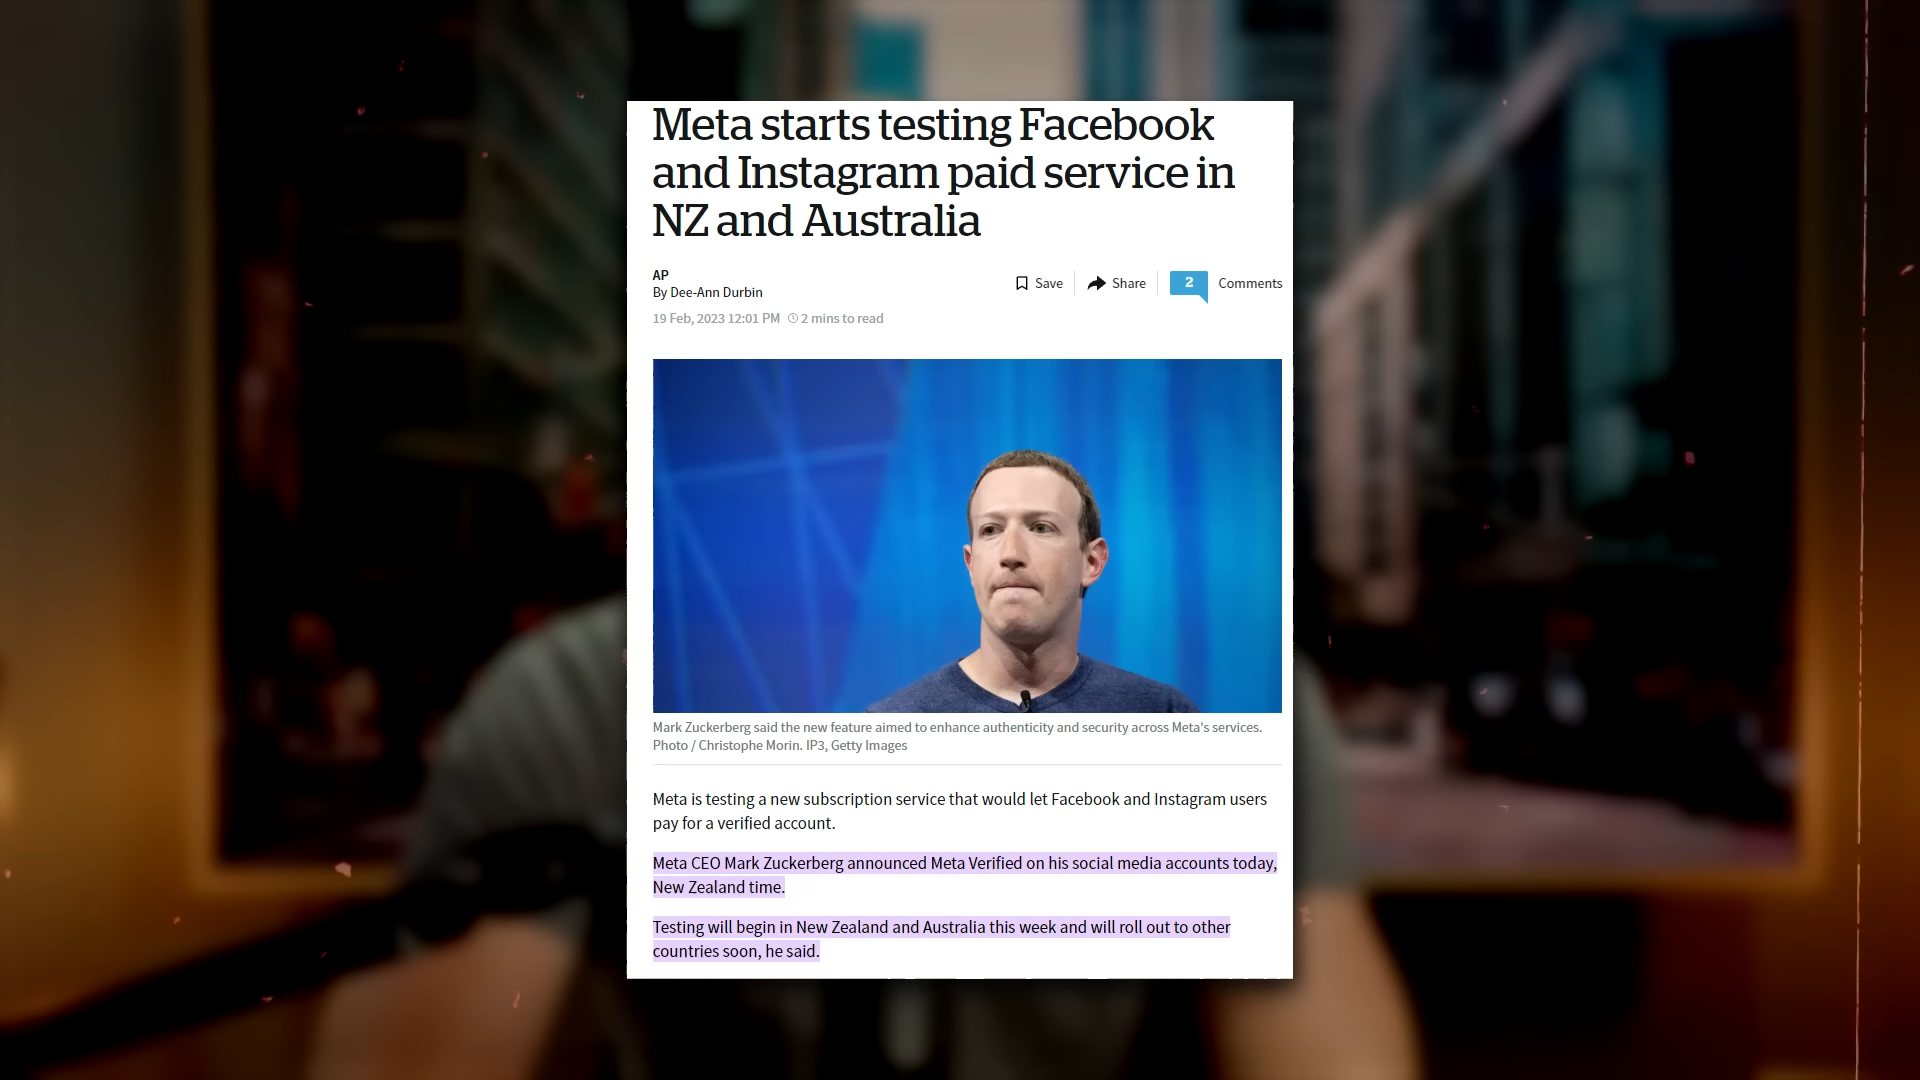 Meta starts testing Facebook
and Instagram paid service in
NZ and Australia
AP
By Dee-Ann Durbin
Save
Share
2
Comments
19 Feb, 2023 12:01 PM 2 mins to read
Mark Zuckerberg said the new feature aimed to enhance authenticity and security across Meta's services.
Photo / Christophe Morin. IP3, Getty Images
Meta is testing a new subscription service that would let Facebook and Instagram users
pay for a verified account.
Meta CEO Mark Zuckerberg announced Meta Verified on his social media accounts today,
New Zealand time.
Testing will begin in New Zealand and Australia this week and will roll out to other
countries soon, he said.